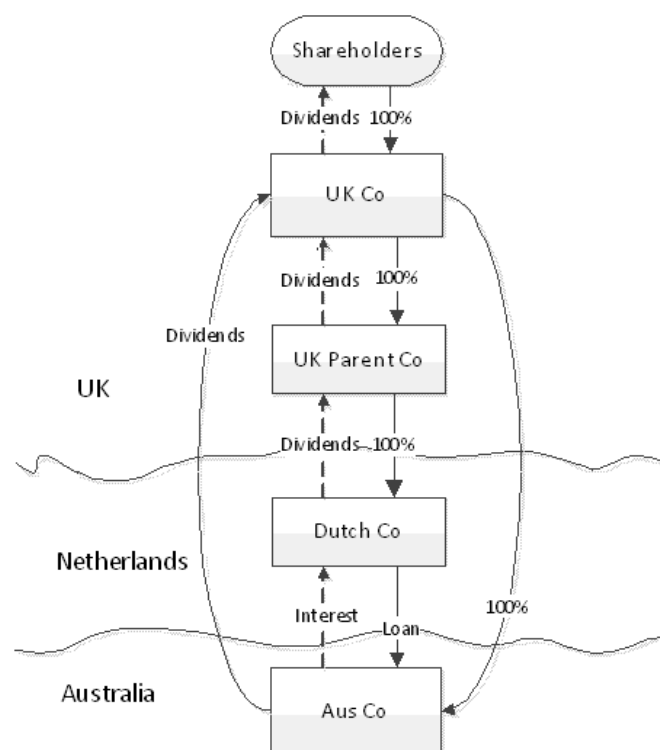 Shareholders
Dividends 100%
UK Co
Dividends 100%
Dividends
UK Parent Co
UK
Dividends 100%
Dutch Co
Netherlands
Interest Loan 100%
Australia
Aus Co